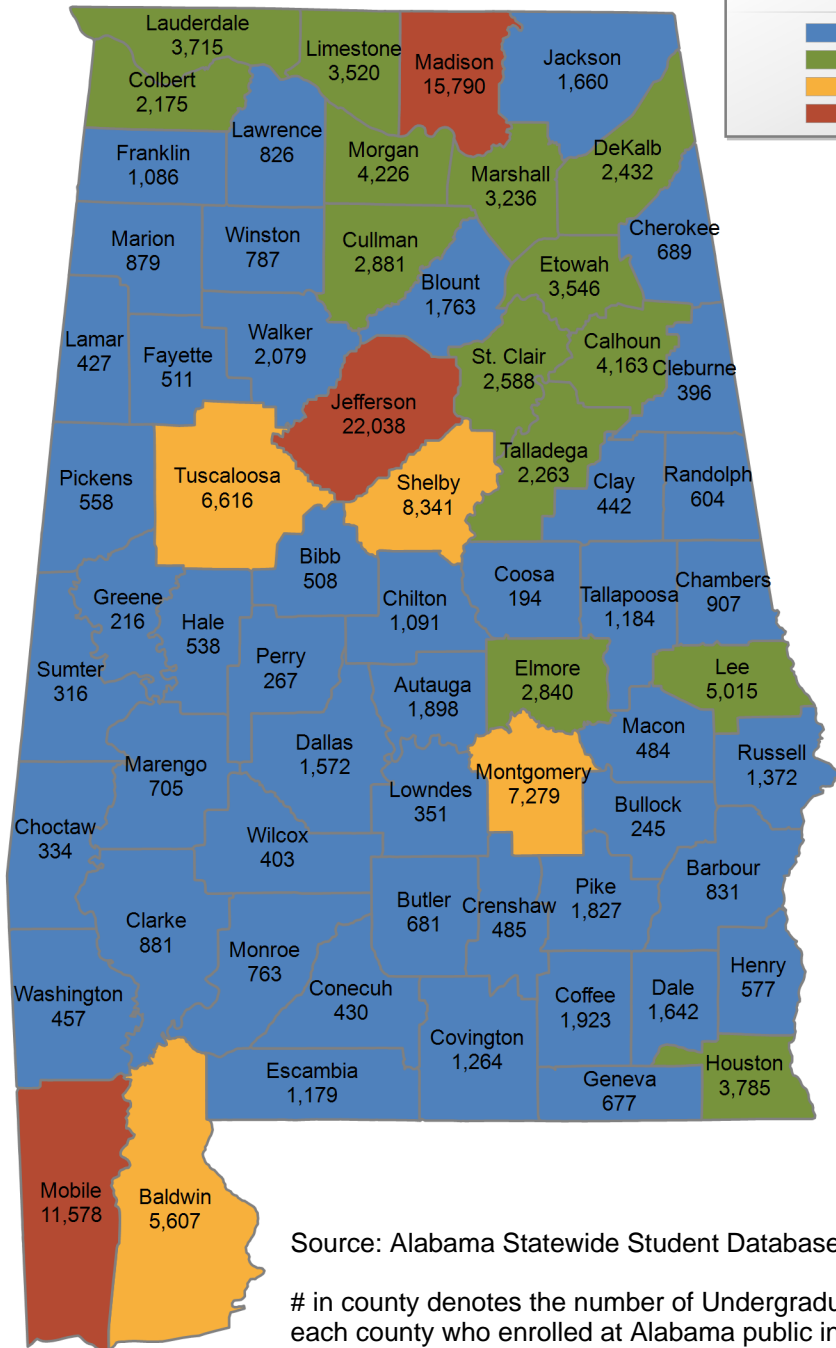 Lauderdale
3,715
Limestone
3,520
Madison
15,790
Jackson
1,660
Colbert
2,175
Lawrence
826
Franklin
1,086
Morgan
4,226
Marshall
3,236
DeKalb
2,432
Cherokee
689
Marion
879
Winston
787
Cullman
2,881
Blount
1,763
Etowah
3,546
Lamar
427
Fayette
511
Walker
2,079
St. Clair
2,588
Calhoun
4,163
Cleburne
396
Jefferson
22,038
Pickens
558
Tuscaloosa
6,616
Shelby
8,341
Talladega
2,263
Clay
442
Randolph
604
Bibb
508
Greene
216
Hale
538
Chilton
1,091
Coosa
194
Tallapoosa
1,184
Chambers
907
Sumter
316
Perry
267
Autauga
1,898
Elmore
2,840
Lee
5,015
Marengo
705
Dallas
1,572
Macon
484
Russell
1,372
Lowndes
351
Montgomery
7,279
Bullock
245
Choctaw
334
Wilcox
403
Barbour
831
Clarke
881
Butler
681
Crenshaw
485
Pike
1,827
Monroe
763
Washington
457
Conecuh
430
Coffee
1,923
Dale
1,642
Henry
577
Covington
1,264
Escambia
1,179
Geneva
677
Houston
3,785
Mobile
11,578
Baldwin
5,607
Source: Alabama Statewide Student Database
# in county denotes the number of Undergradu
each county who enrolled at Alabama public in